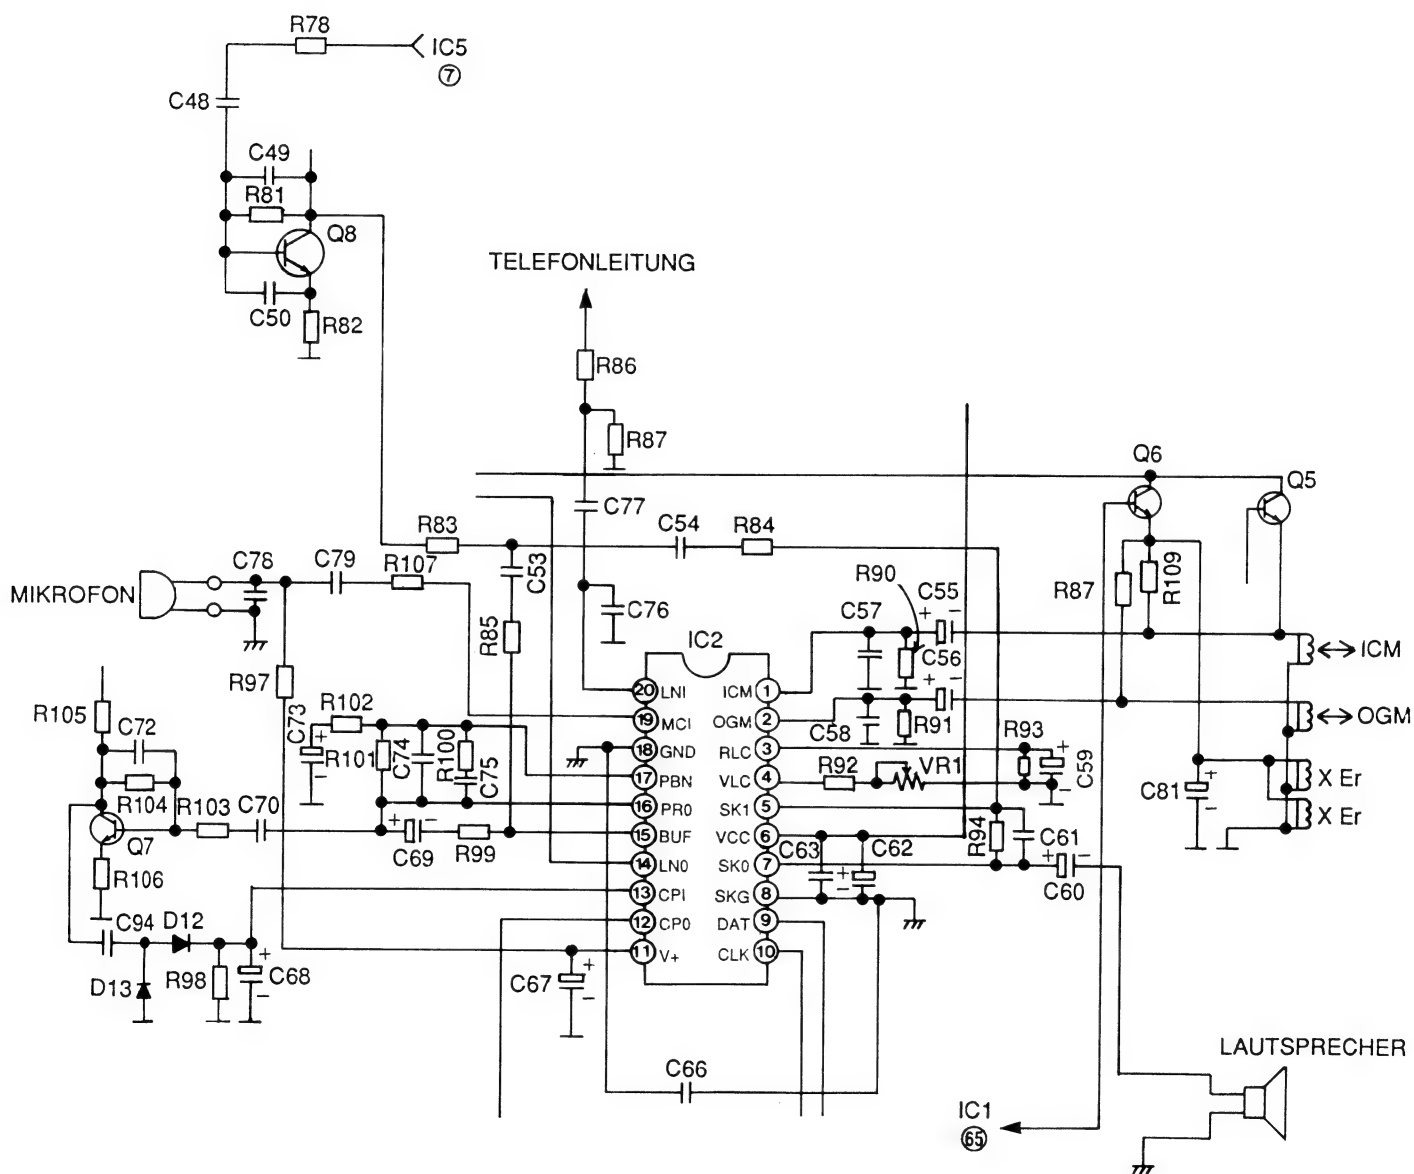 R78
IC5
7
C48
C49
R81
Q8
C50
R82
TELEFONLEITUNG
R86
R87
C77
Q6
Q5
R83
C54
R84
C53
C78
C79
R107
MIKROFON
R90
C55
+ -
R87
R109
C57
C76
R85
IC2
C56
+ -
ICM
R97
R102
20 LNI
ICM 1
R105
C72
C73
+
-
R101
C74
R100
C75
19 MCI
OGM 2
C58
R91
R93
+
C59
-
OGM
18 GND
RLC 3
R104
R103
C70
17 PBN
VLC 4
R92
VR1
C81
+
-
X Er
16 PR0
SK1 5
X Er
Q7
+ -
C69
R99
15 BUF
VCC 6
C63
C62
+
-
R94
C61
R106
14 LN0
SK0 7
+ -
C60
C94
D12
13 CPI
SKG 8
12 CP0
DAT 9
D13
R98
+
C68
-
11 V+
CLK 10
C67
+
-
C66
LAUTSPRECHER
IC1
65